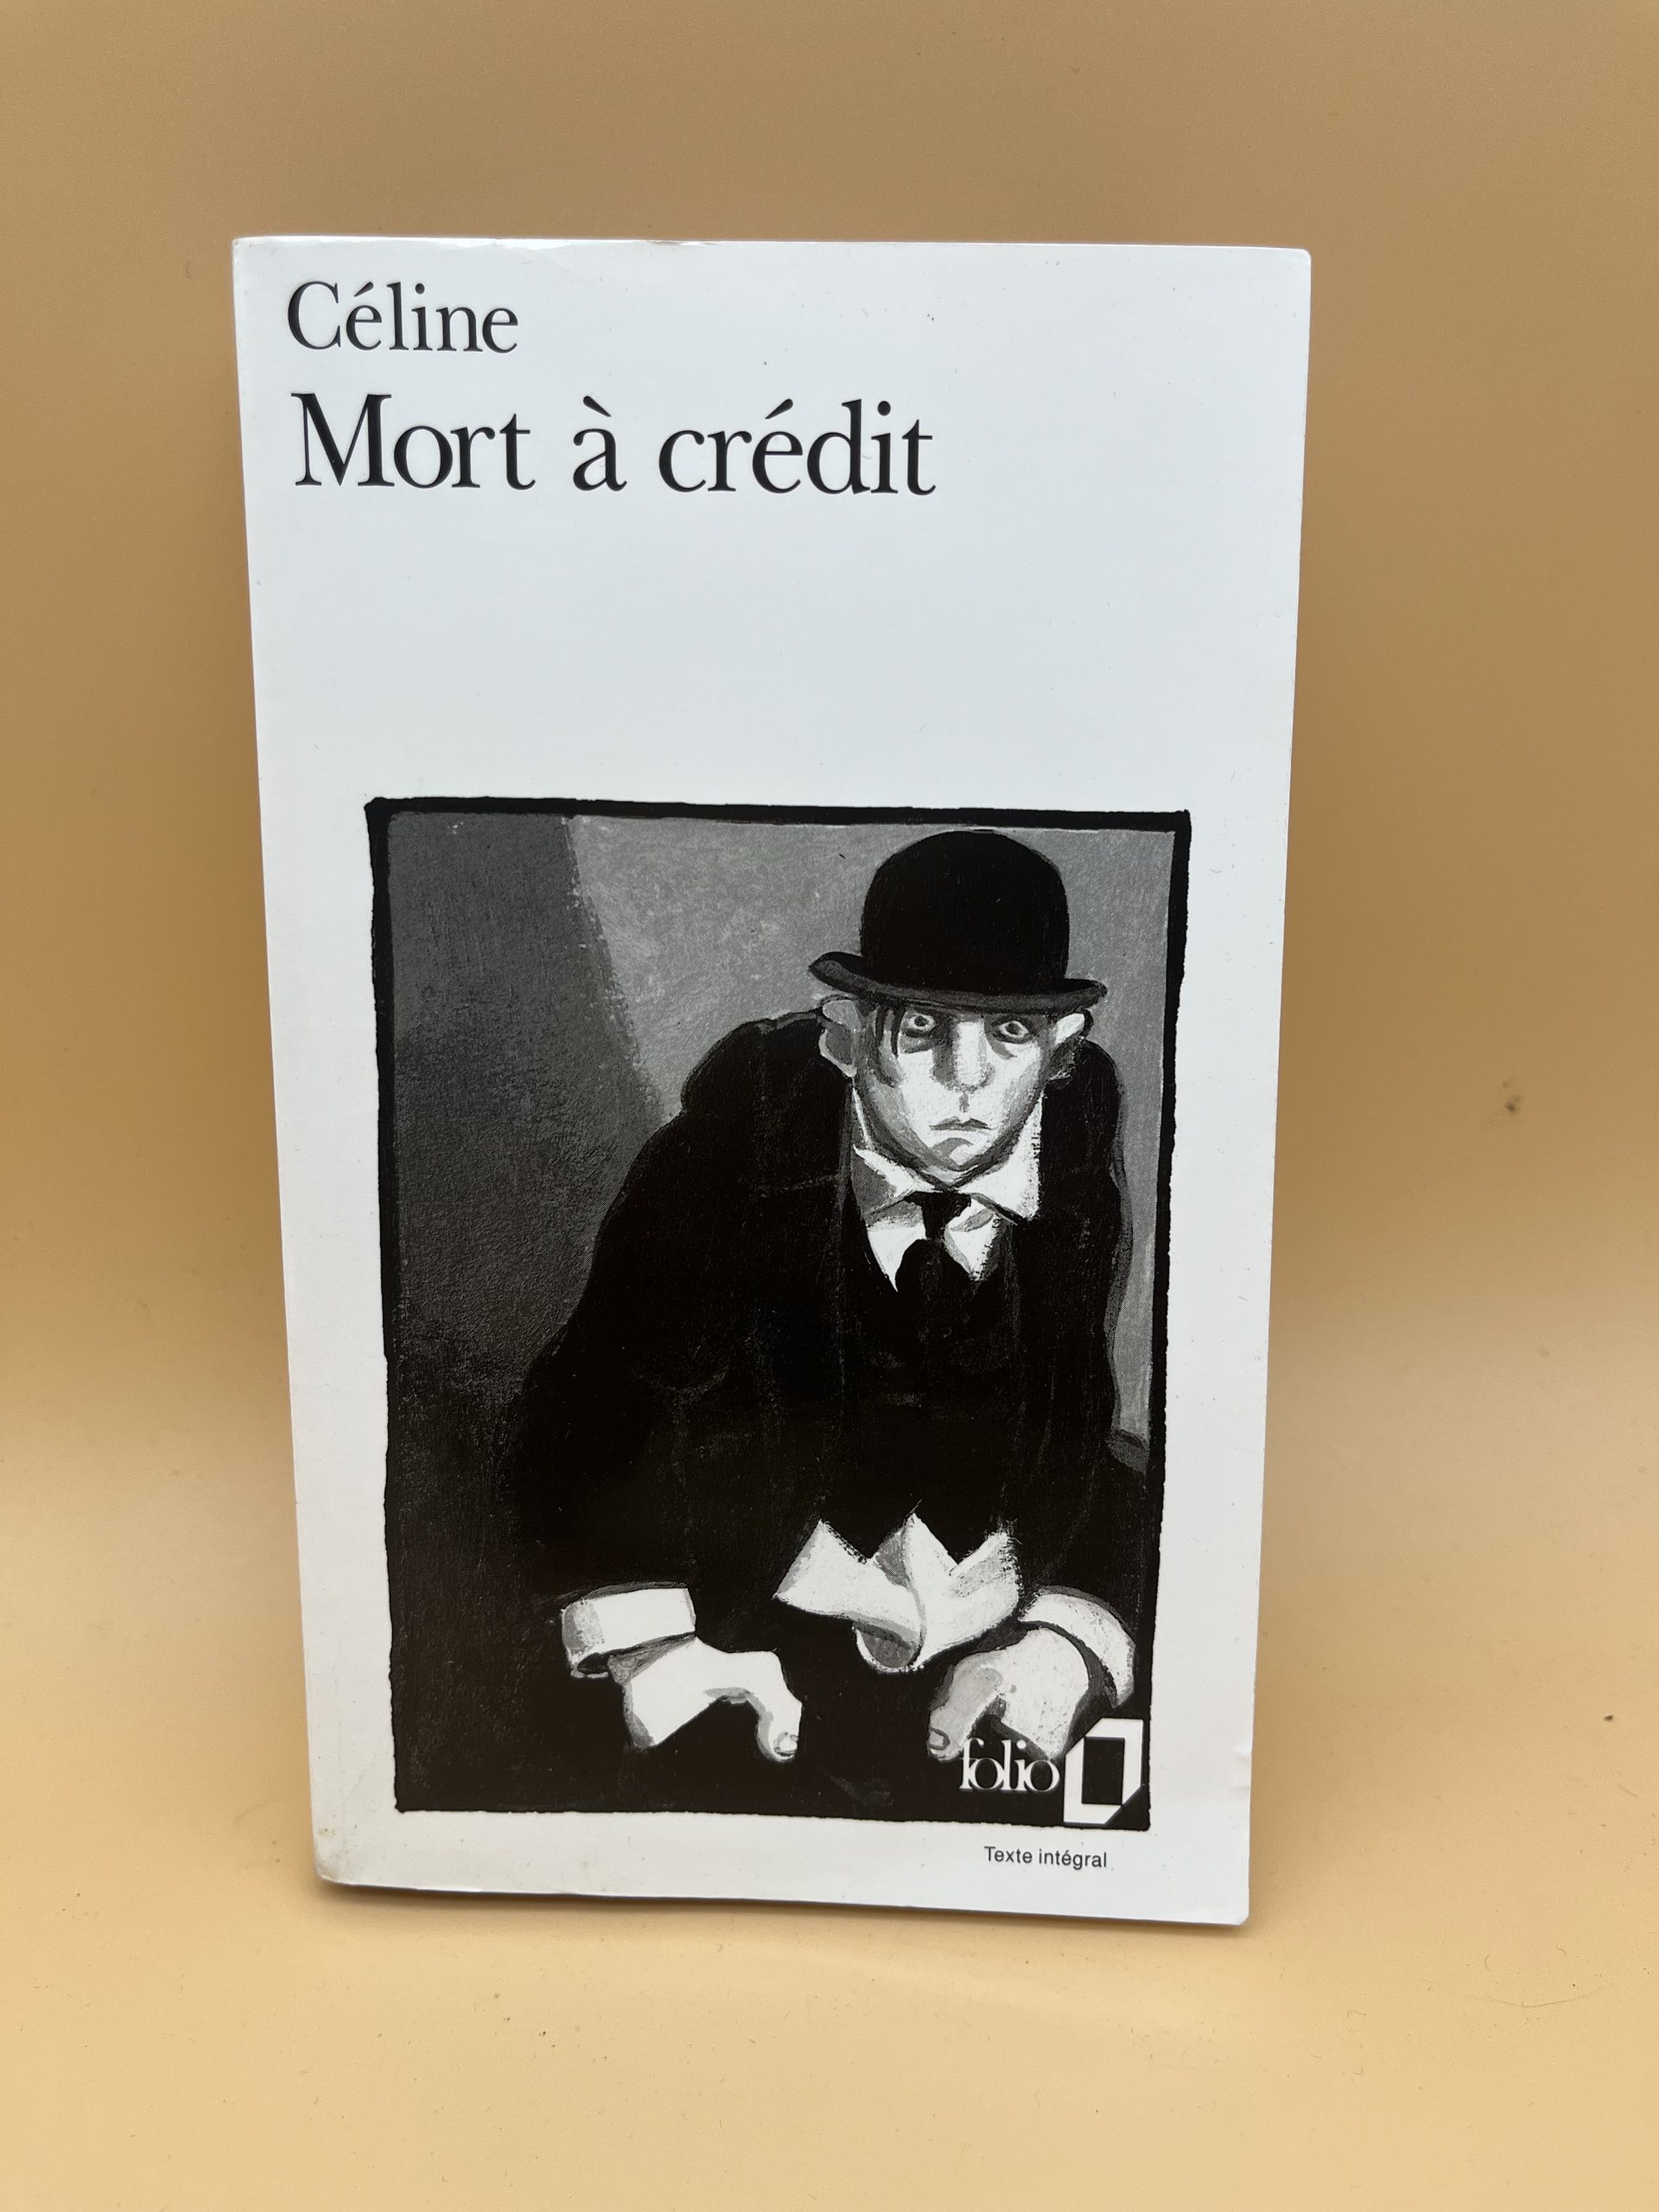 Céline
Mort à crédit
folio
Texte intégral